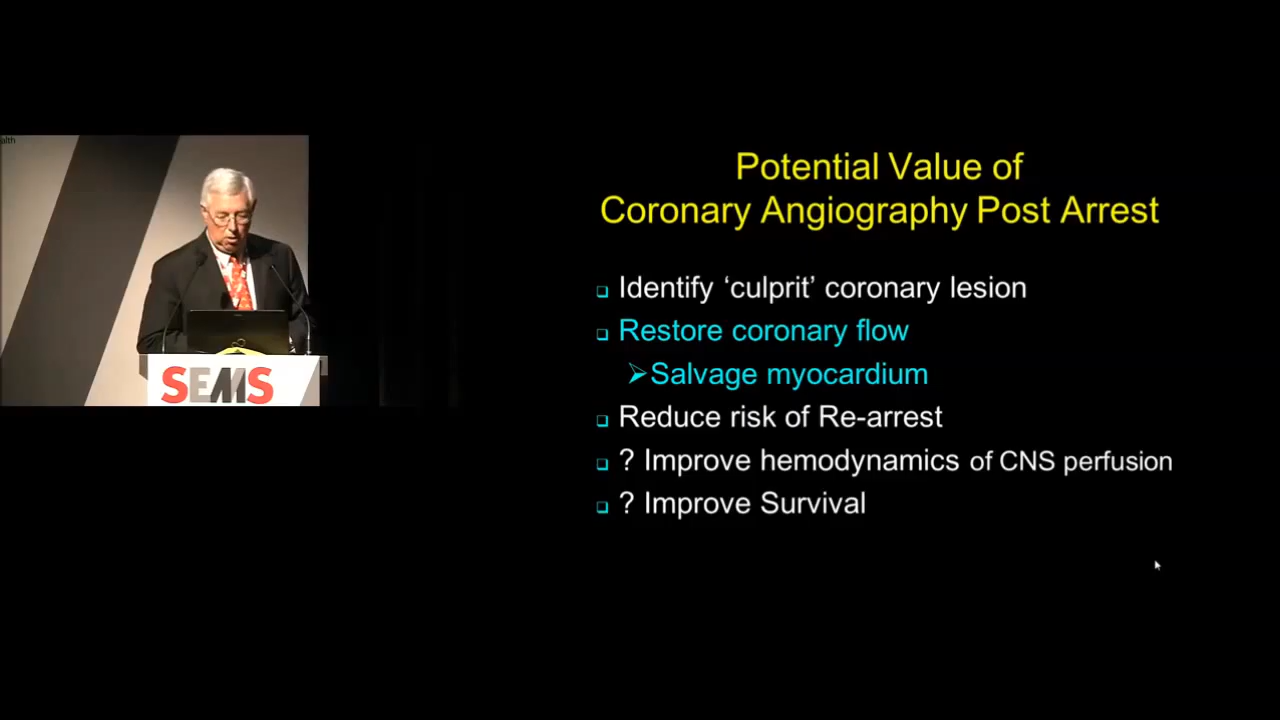 alth
SEMS
Potential Value of
Coronary Angiography Post Arrest
❑ Identify ‘culprit’ coronary lesion
❑ Restore coronary flow
➢Salvage myocardium
❑ Reduce risk of Re-arrest
❑ ? Improve hemodynamics of CNS perfusion
❑ ? Improve Survival